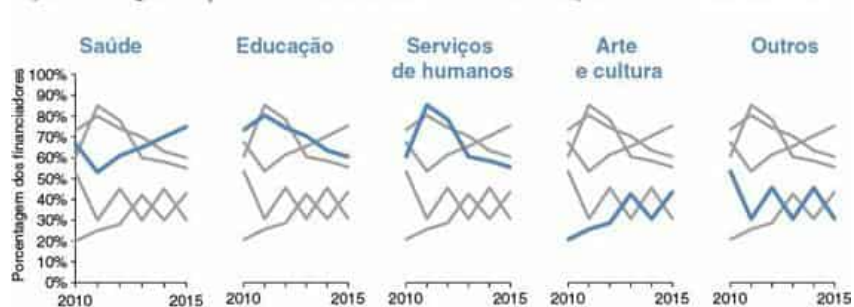 Saúde
Educação
Serviços
de humanos
Arte
e cultura
Outros
Porcentagem dos financiadores
100%
90%
80%
70%
60%
50%
40%
30%
20%
10%
0%
2010 2015
2010 2015
2010 2015
2010 2015
2010 2015